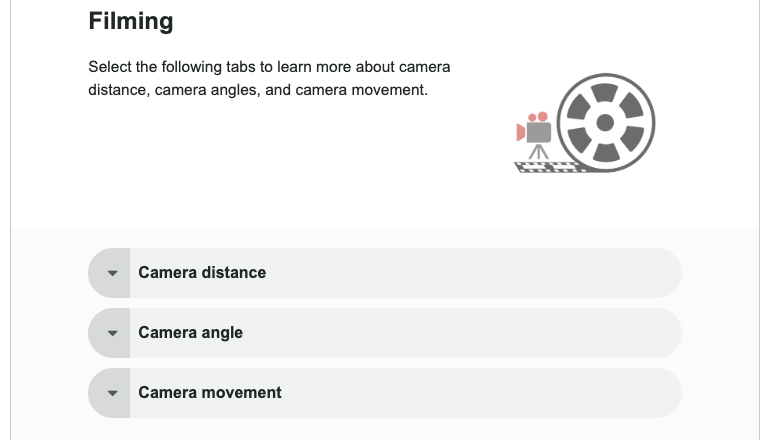 Filming
Select the following tabs to learn more about camera
distance, camera angles, and camera movement.
Camera distance
Camera angle
Camera movement